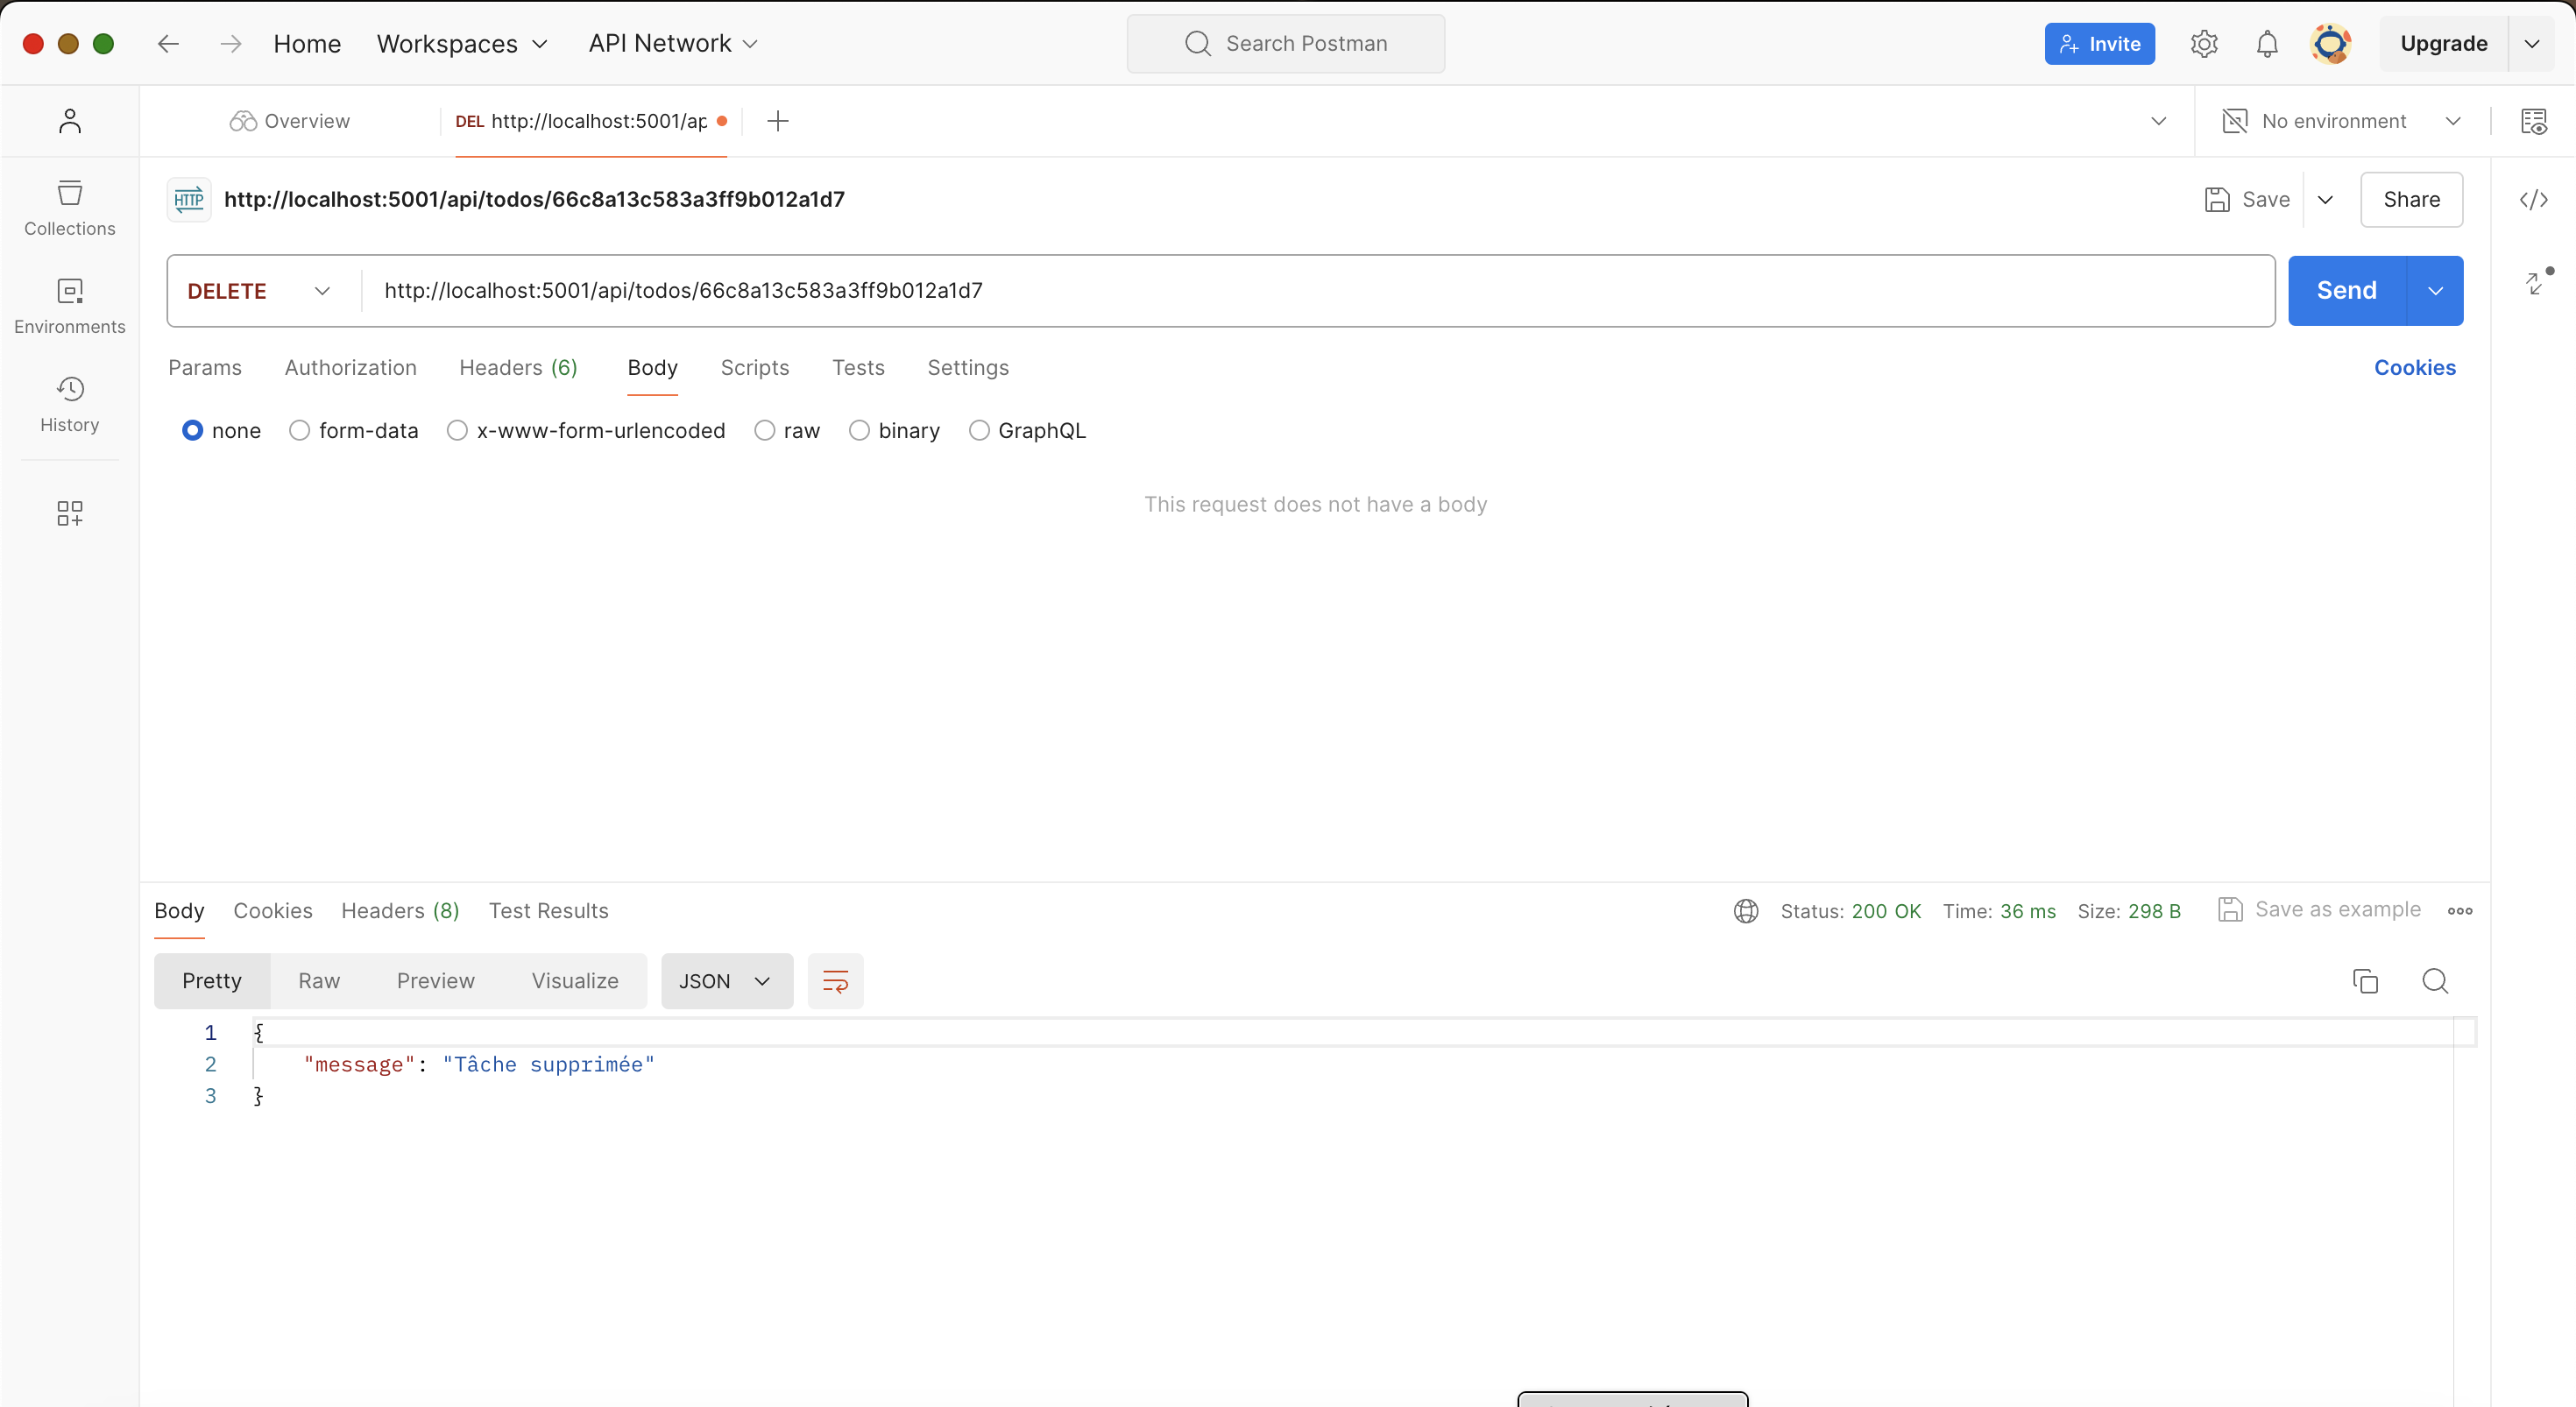 Home Workspaces API Network Search Postman Invite Upgrade
Overview DEL http://localhost:5001/ap No environment
HTTP http://localhost:5001/api/todos/66c8a13c583a3ff9b012a1d7 Save Share
Collections
DELETE http://localhost:5001/api/todos/66c8a13c583a3ff9b012a1d7 Send
Environments
Params Authorization Headers (6) Body Scripts Tests Settings Cookies
History
none form-data x-www-form-urlencoded raw binary GraphQL
This request does not have a body
Body Cookies Headers (8) Test Results Status: 200 OK Time: 36 ms Size: 298 B Save as example
Pretty Raw Preview Visualize JSON
1 {
2 "message": "Tâche supprimée"
3 }